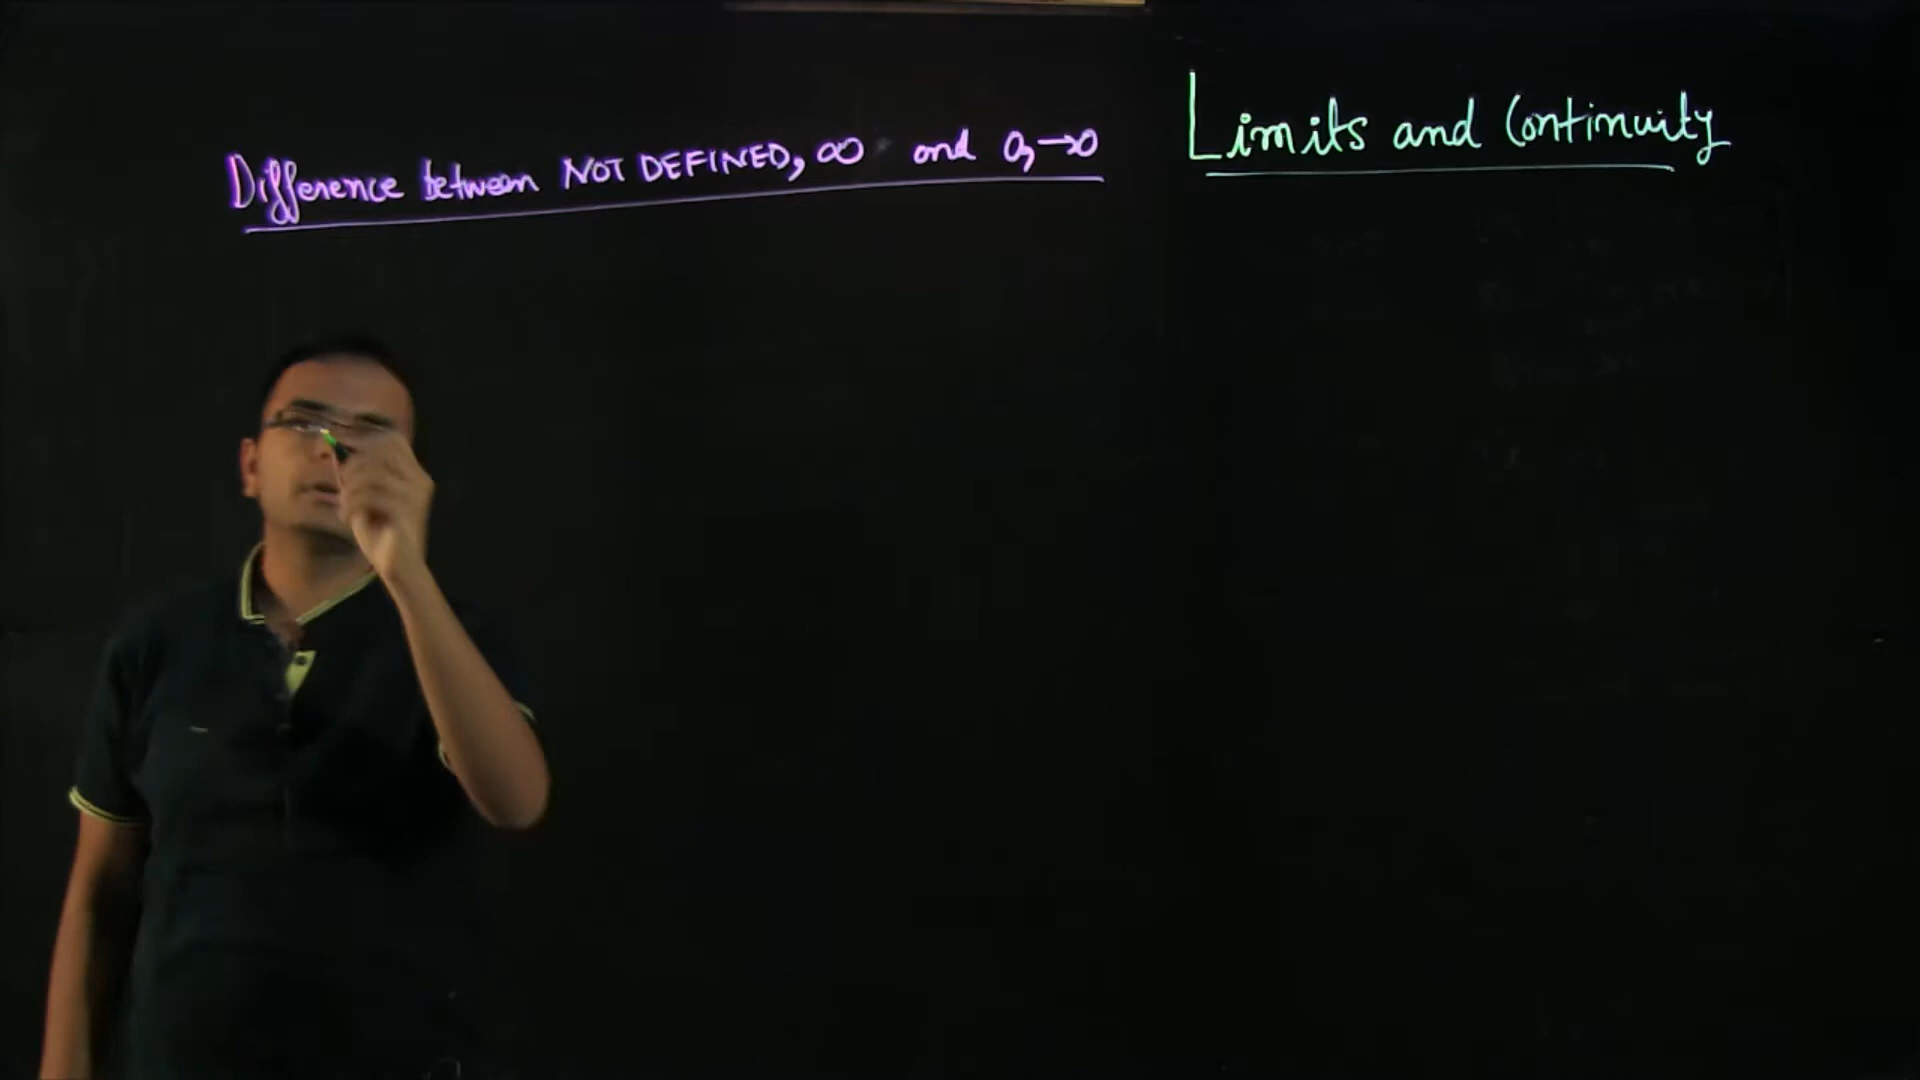 Limits and Continuity
Difference between NOT DEFINED, ∞ and 0, →0